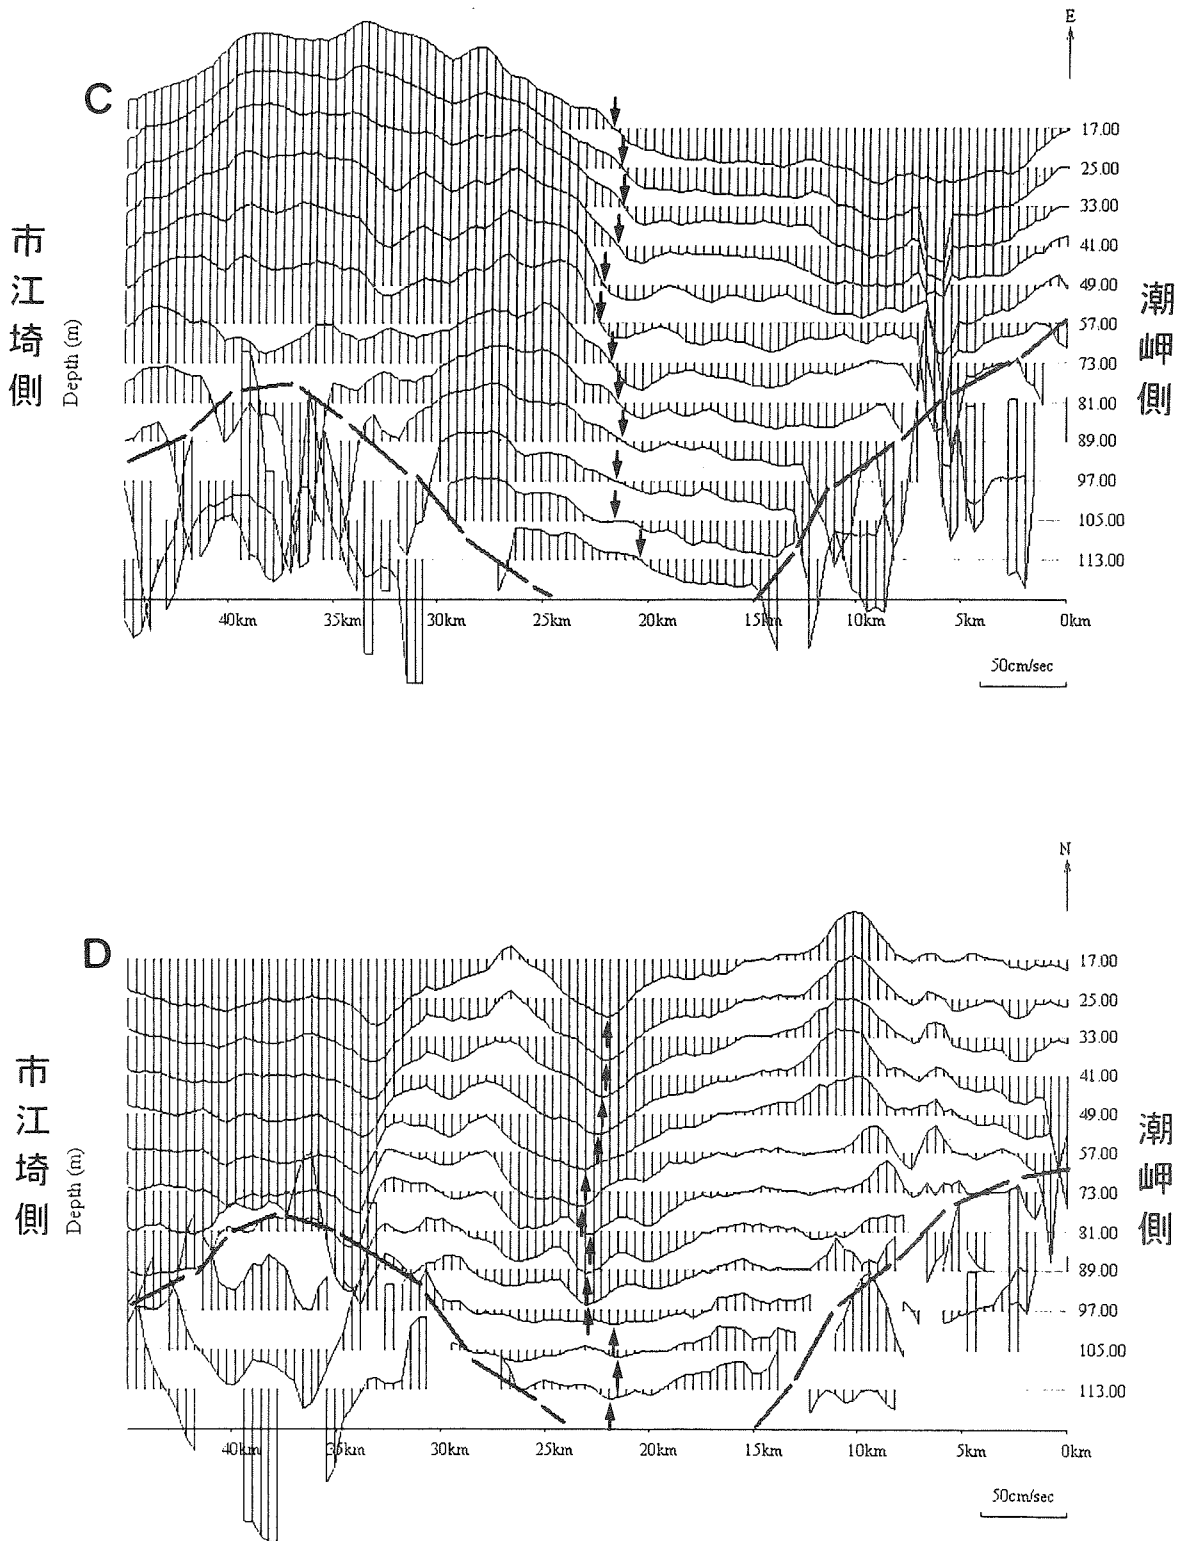 E
C
17.00
25.00
33.00
41.00
49.00
57.00
73.00
81.00
89.00
97.00
105.00
113.00
市江埼側
Depth (m)
潮岬側
40km
35km
30km
25km
20km
15km
10km
5km
0km
50cm/sec
N
D
17.00
25.00
33.00
41.00
49.00
57.00
73.00
81.00
89.00
97.00
105.00
113.00
市江埼側
Depth (m)
潮岬側
40km
35km
30km
25km
20km
15km
10km
5km
0km
50cm/sec